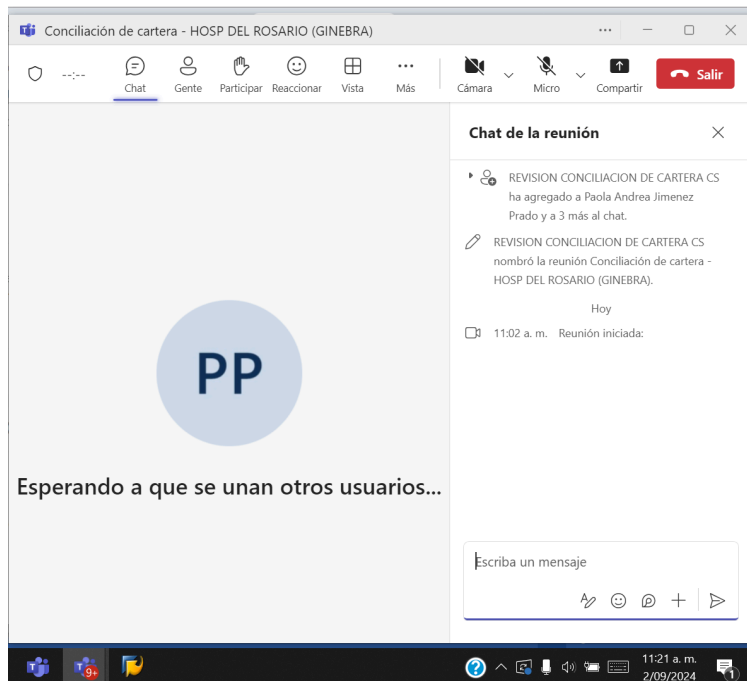 Conciliación de cartera - HOSP DEL ROSARIO (GINEBRA)
--:--
Chat
Gente
Participar
Reaccionar
Vista
Más
Cámara
Micro
Compartir
Salir
Chat de la reunión
REVISION CONCILIACION DE CARTERA CS
ha agregado a Paola Andrea Jimenez
Prado y a 3 más al chat.
REVISION CONCILIACION DE CARTERA CS
nombró la reunión Conciliación de cartera -
HOSP DEL ROSARIO (GINEBRA).
Hoy
11:02 a. m. Reunión iniciada:
PP
Esperando a que se unan otros usuarios...
Escriba un mensaje
9+
11:21 a. m.
2/09/2024
1